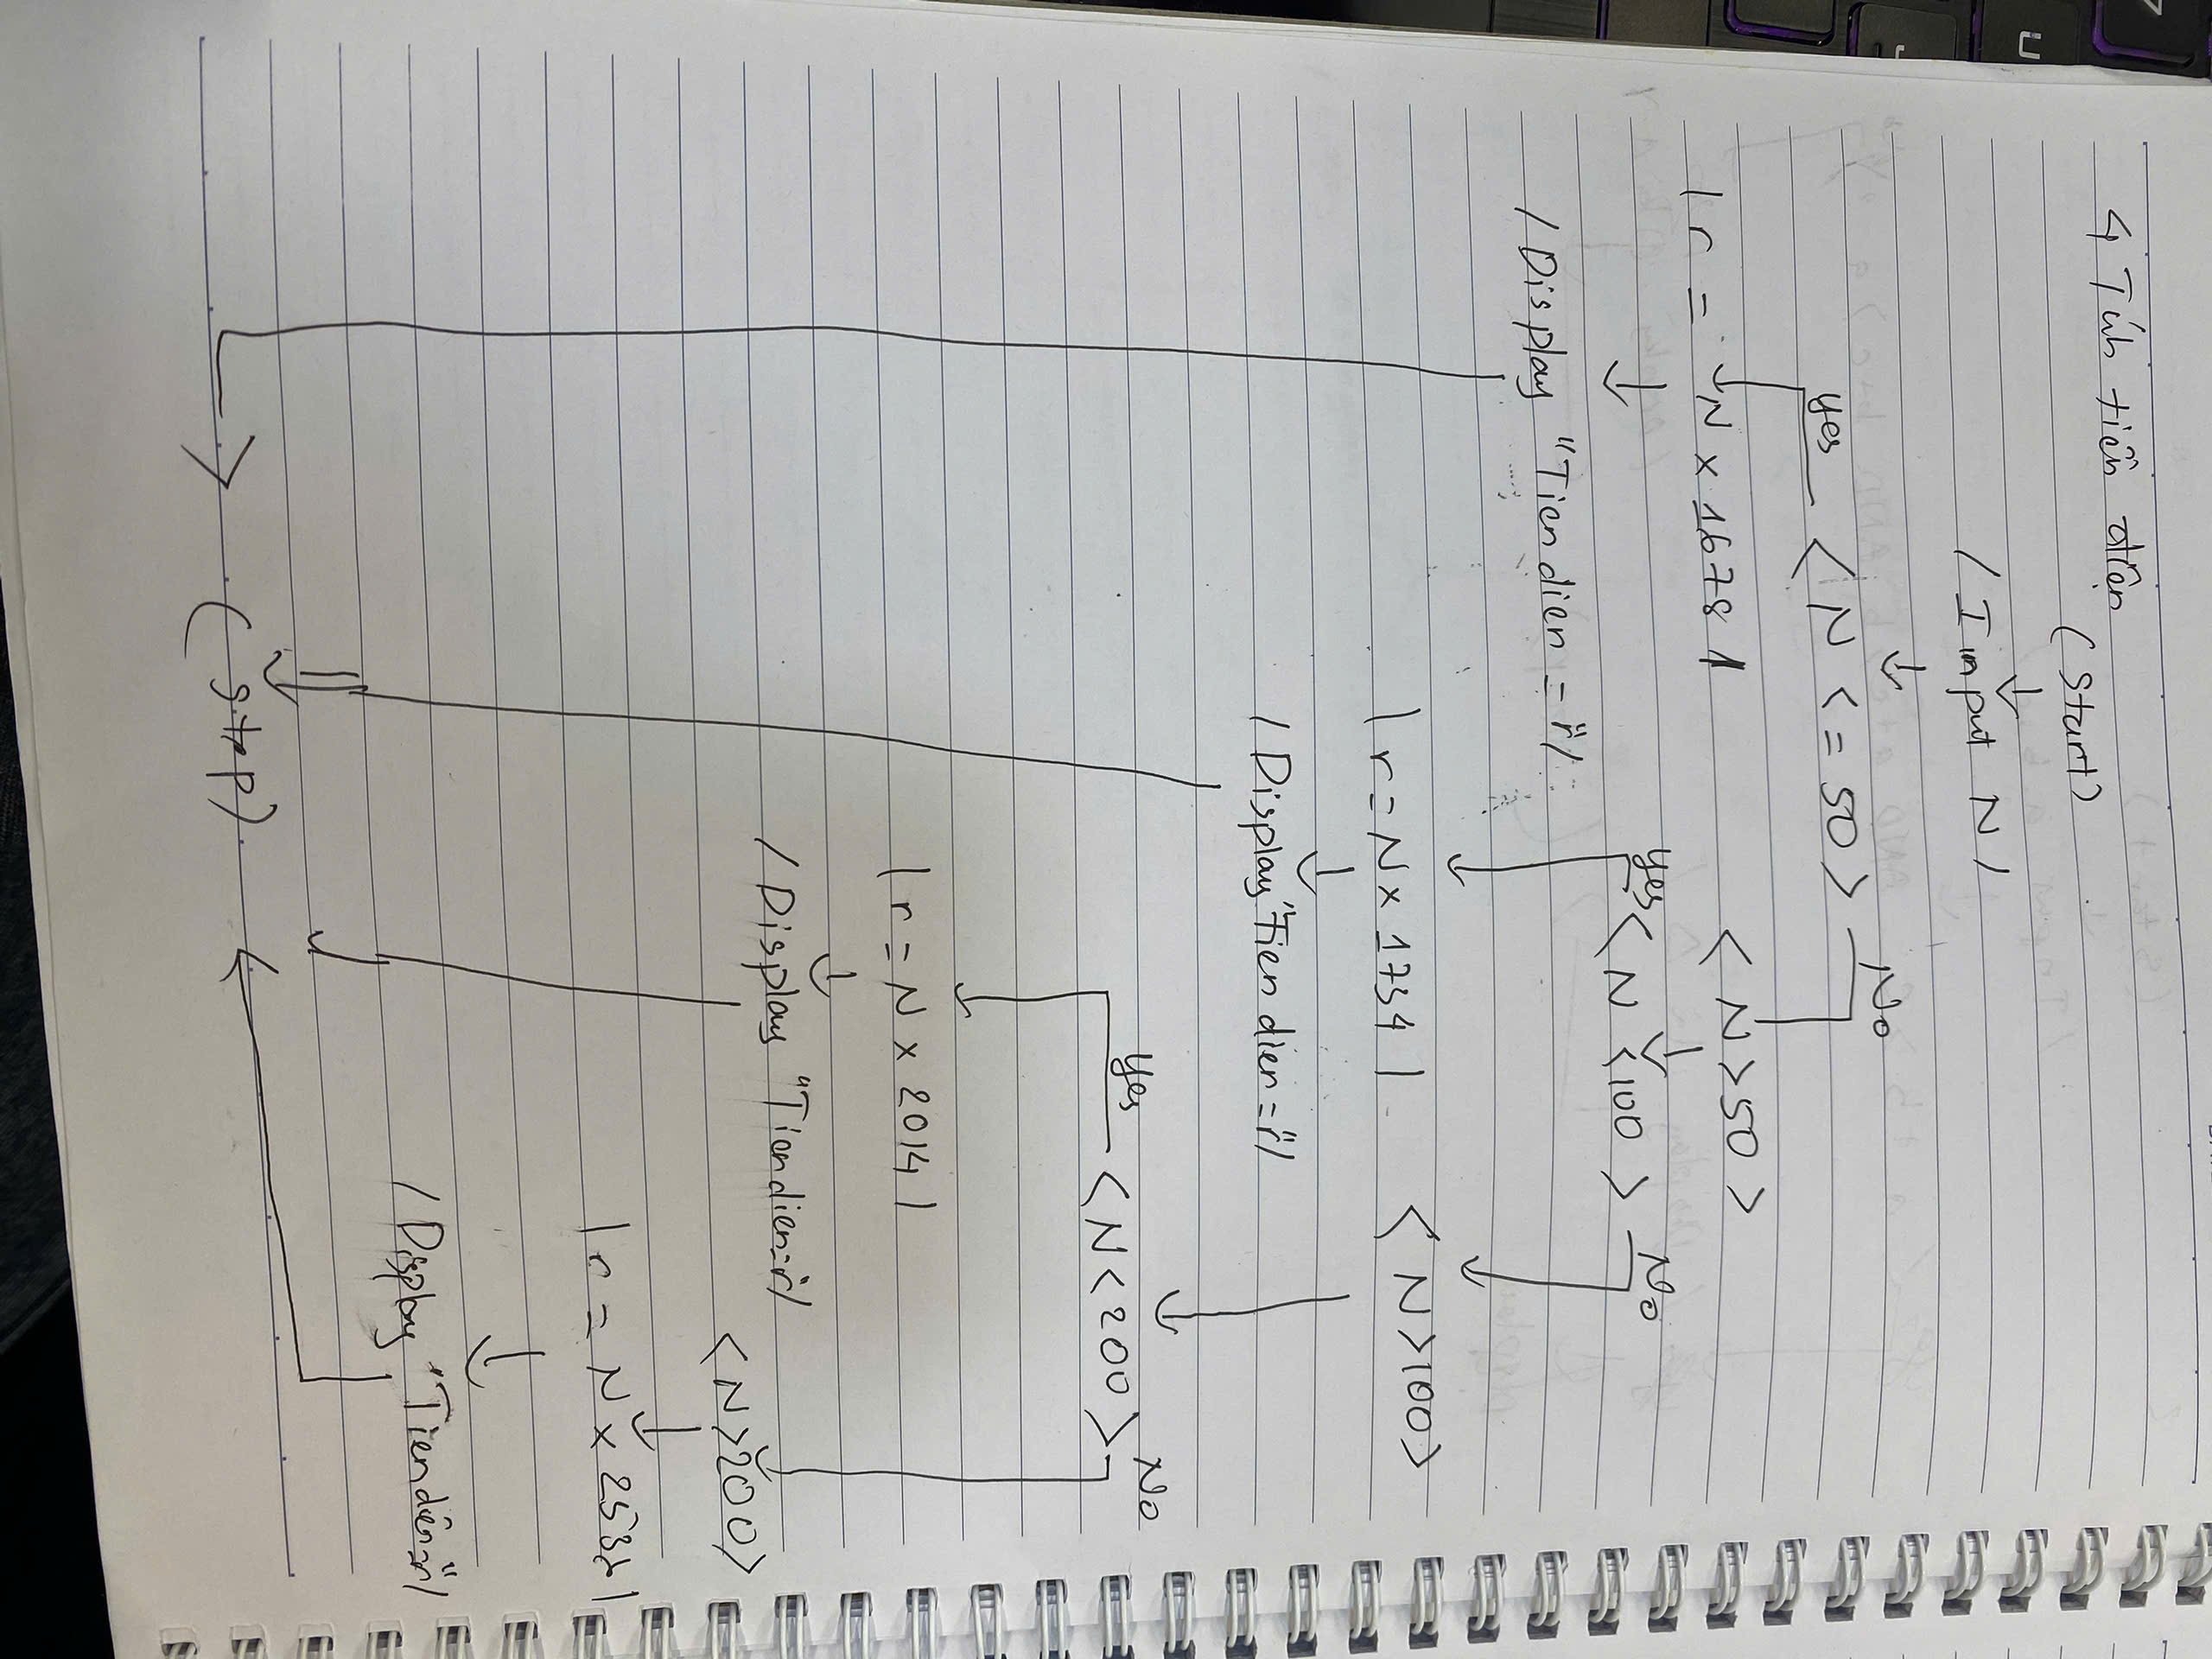 4 Tính tiền điện
(Start)
/ Input N /
Yes < N <= 50 > No
| r = N x 1678 |
< N > 50 >
Yes < N < 100 > No
/ Display "Tien dien = r"/
| r = N x 1734 |
< N > 100 >
/ Display "Tien dien = r"/
Yes < N < 200 > No
| r = N x 2014 |
/ Display "Tien dien = r"/
< N > 200 >
| r = N x 2536 |
/ Display "Tien dien = r"/
(stop)